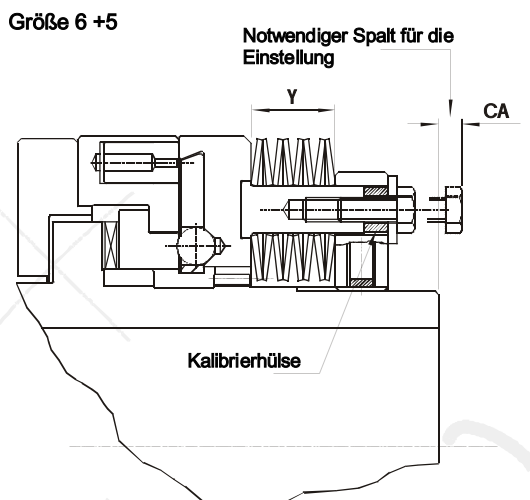 Größe 6 +5
Notwendiger Spalt für die
Einstellung
Y
CA
Kalibrierhülse